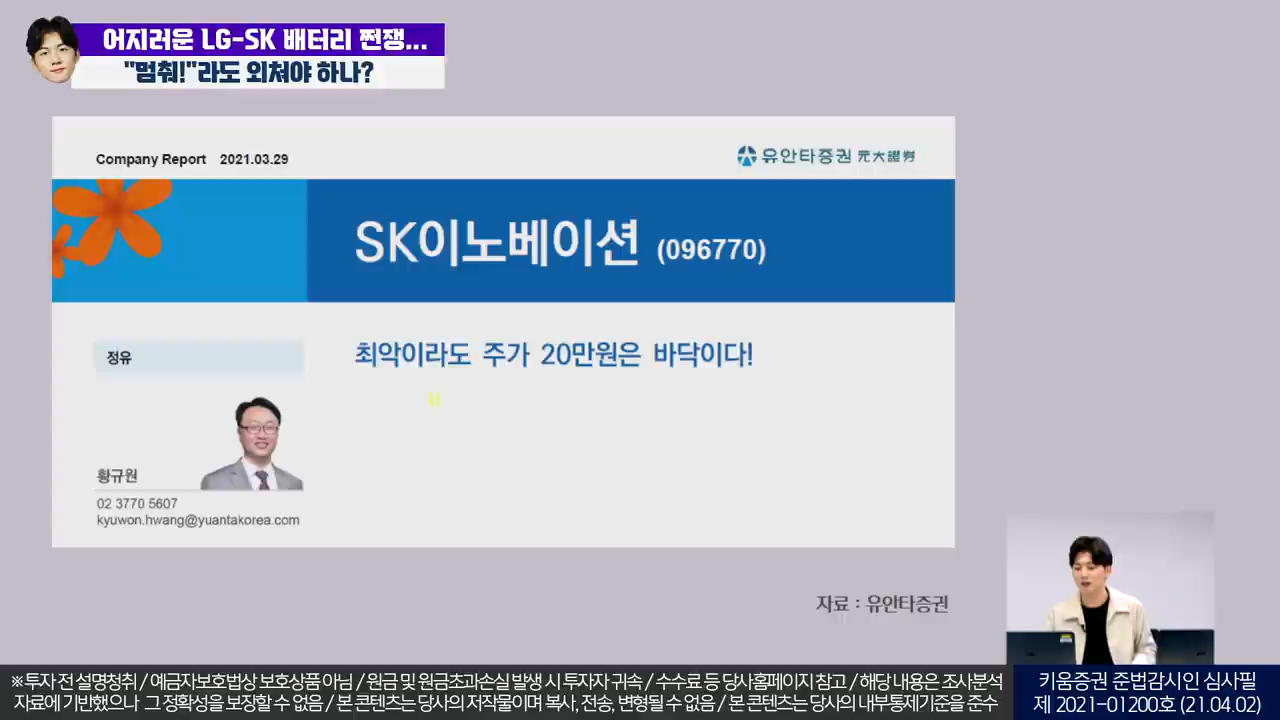 어지러운 LG-SK 배터리 쩐쟁...
"멈춰!"라도 외쳐야 하나?
Company Report 2021.03.29
유안타증권 元大證券
SK이노베이션 (096770)
정유
최악이라도 주가 20만원은 바닥이다!
황규원
02 3770 5607
kyuwon.hwang@yuantakorea.com
자료 : 유안타증권
※투자 전 설명청취 / 예금자보호법상 보호상품 아님 / 원금 및 원금초과손실 발생 시 투자자 귀속 / 수수료 등 당사홈페이지 참고 / 해당 내용은 조사분석
자료에 기반했으나 그 정확성을 보장할 수 없음 / 본 콘텐츠는 당사의 저작물이며 복사, 전송, 변형될 수 없음 / 본 콘텐츠는 당사의 내부통제기준을 준수
키움증권 준법감시인 심사필
제 2021-01200호 (21.04.02)